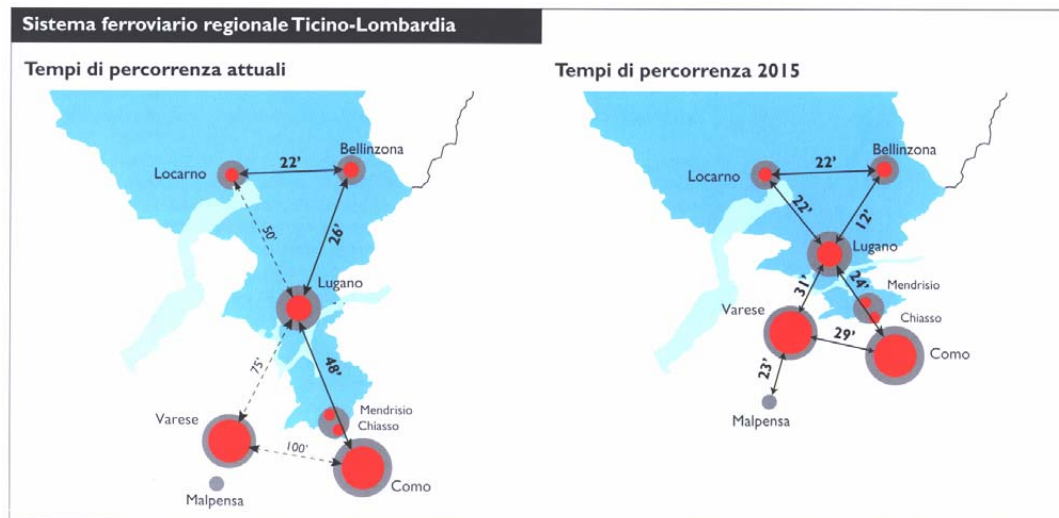 Sistema ferroviario regionale Ticino-Lombardia
Tempi di percorrenza attuali
Bellinzona
22'
Locarno
50'
26'
Lugano
75'
48'
Varese
Mendrisio
Chiasso
100'
Como
Malpensa
Tempi di percorrenza 2015
Bellinzona
22'
Locarno
22'
12'
Lugano
31'
24'
Mendrisio
Varese
Chiasso
29'
Como
23'
Malpensa